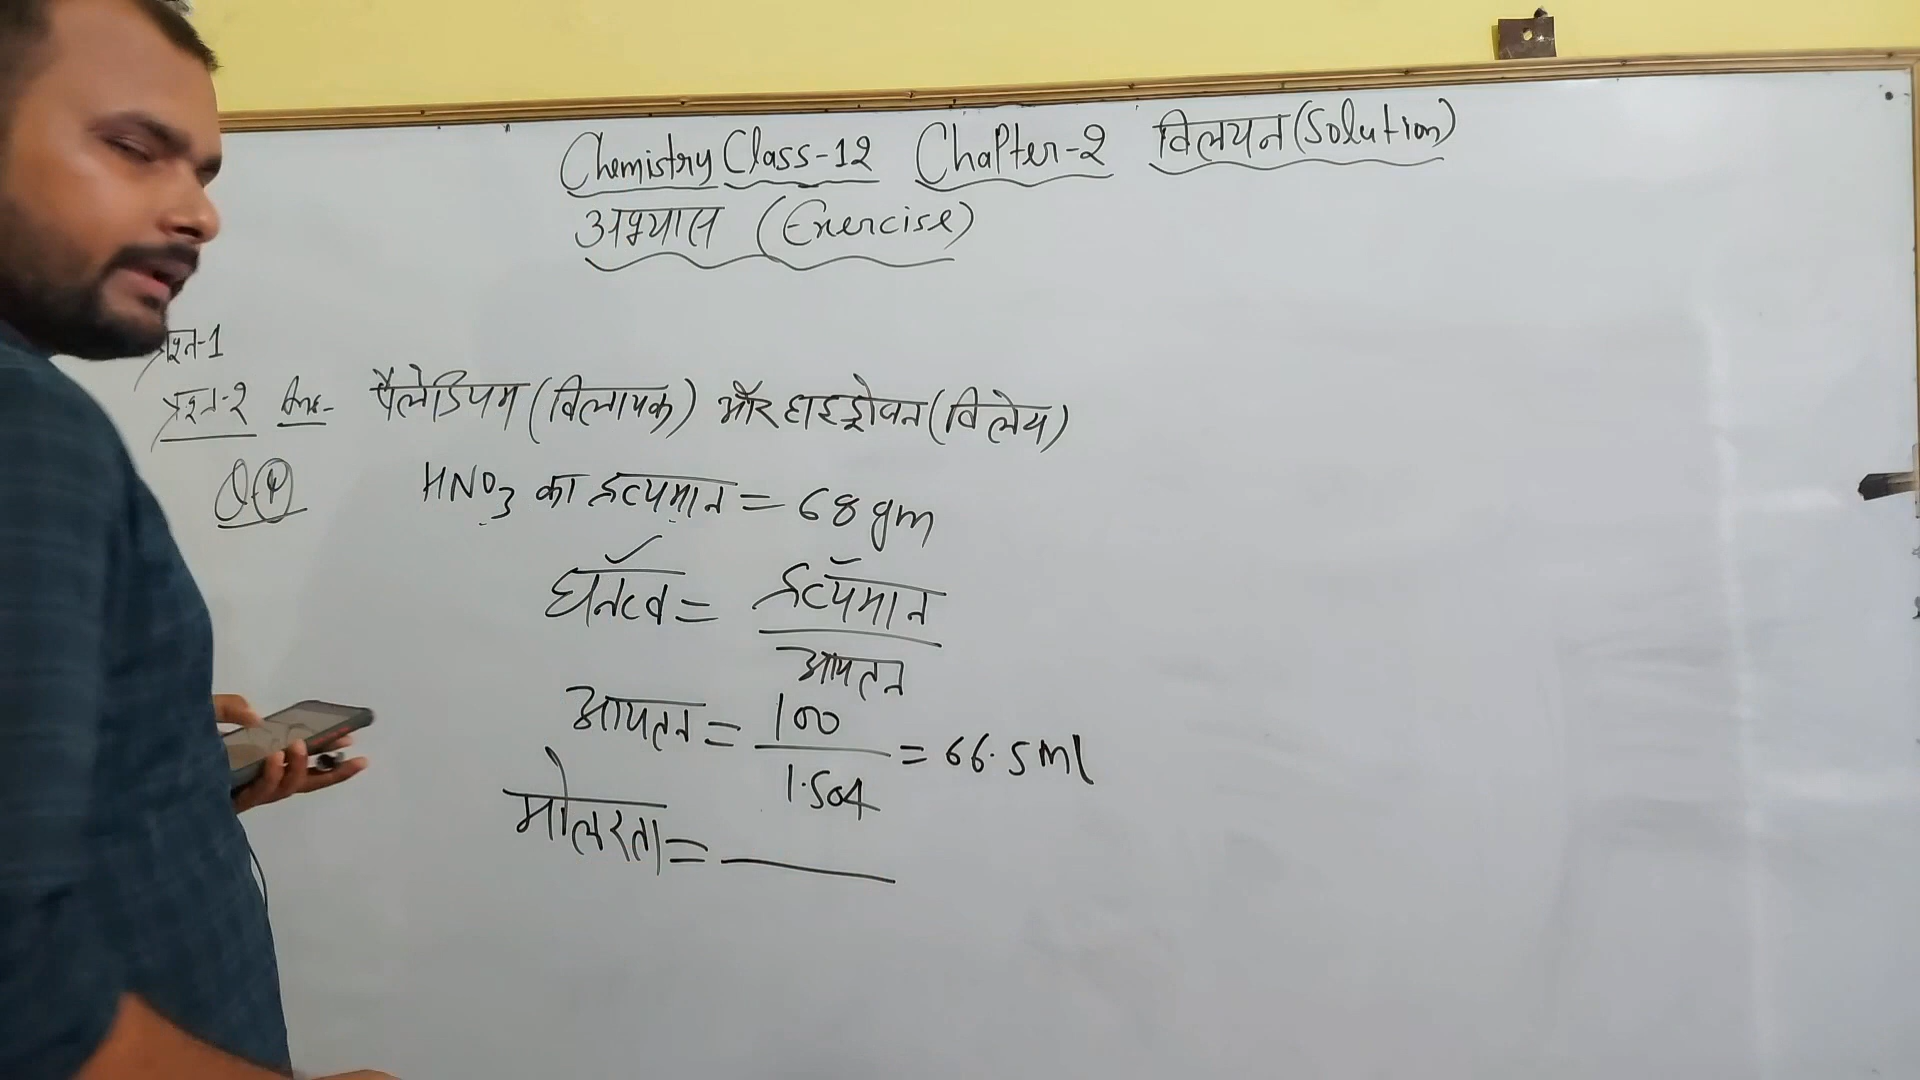 Chemistry Class-12 Chapter-2 विलयन (Solution)
अभ्यास (Exercise)
प्रश्न-1
प्रश्न-2 Ans- पैलेडियम (विलायक) और हाइड्रोजन (विलेय)
Q.④ HNO3 का द्रव्यमान = 68 gm
घनत्व = द्रव्यमान / आयतन
आयतन = 100 / 1.504 = 66.5 ml
मोलरता =